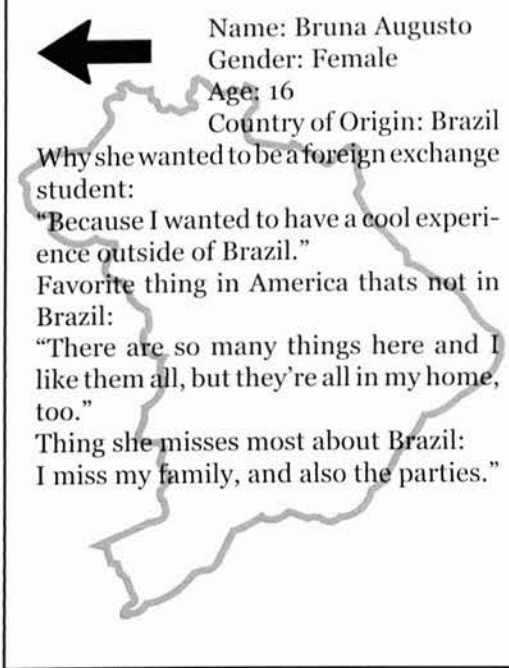 Name: Bruna Augusto
Gender: Female
Age: 16
Country of Origin: Brazil
Why she wanted to be a foreign exchange
student:
“Because I wanted to have a cool experi-
ence outside of Brazil.”
Favorite thing in America thats not in
Brazil:
“There are so many things here and I
like them all, but they’re all in my home,
too.”
Thing she misses most about Brazil:
I miss my family, and also the parties.”